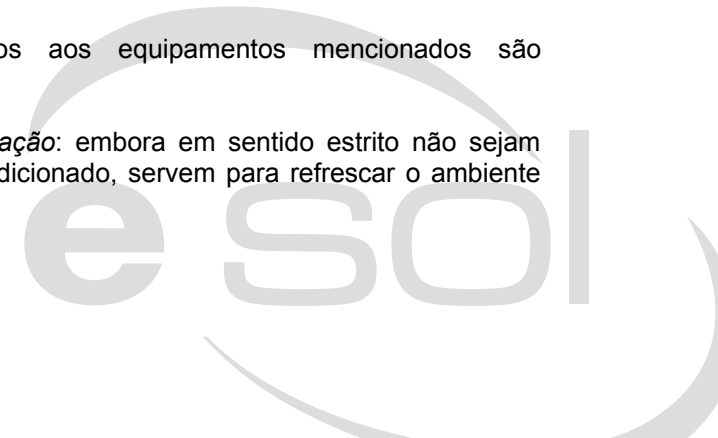 os aos equipamentos mencionados são
ação: embora em sentido estrito não sejam
dicionado, servem para refrescar o ambiente
e sol